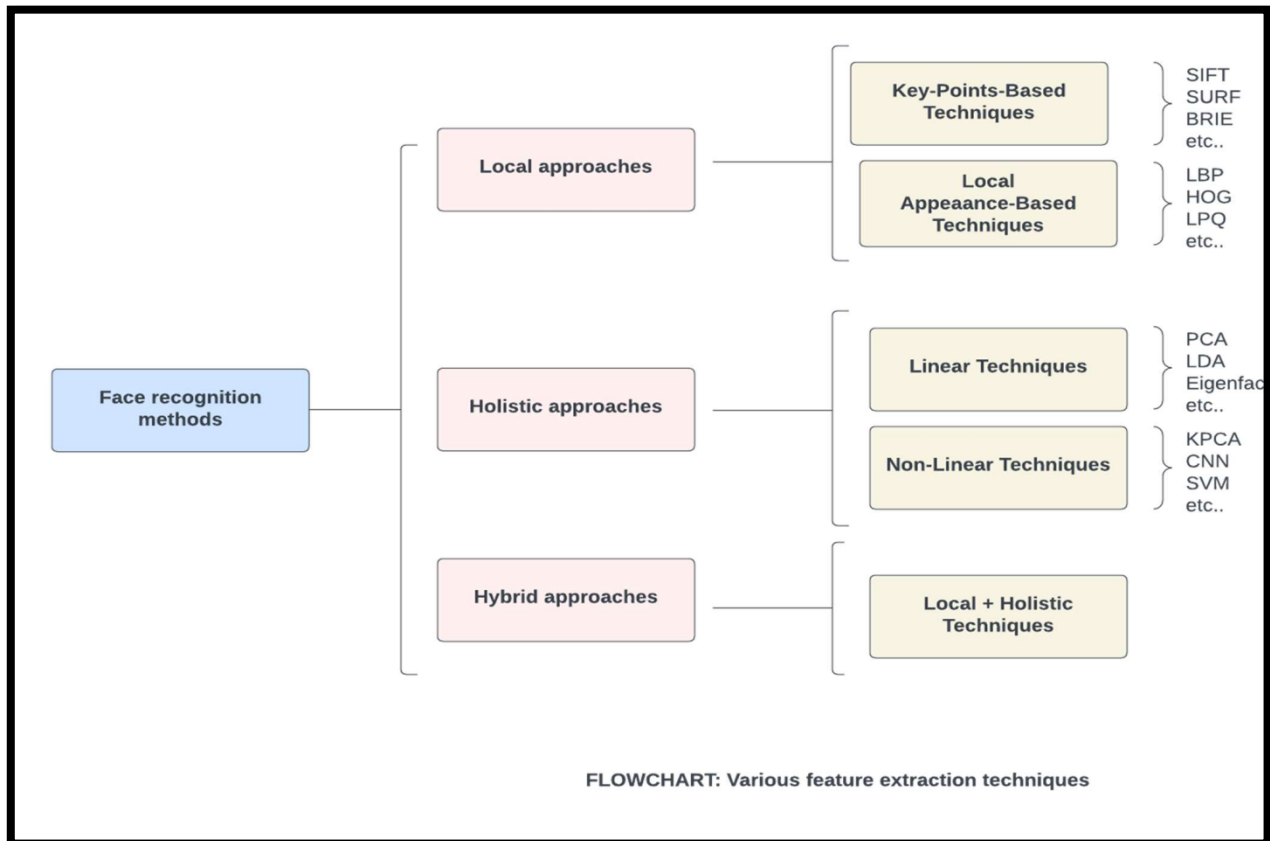 Face recognition
methods
Local approaches
Key-Points-Based
Techniques
SIFT
SURF
BRIE
etc..
Local
Appeaance-Based
Techniques
LBP
HOG
LPQ
etc..
Holistic approaches
Linear Techniques
PCA
LDA
Eigenfac
etc..
Non-Linear Techniques
KPCA
CNN
SVM
etc..
Hybrid approaches
Local + Holistic
Techniques
FLOWCHART: Various feature extraction techniques